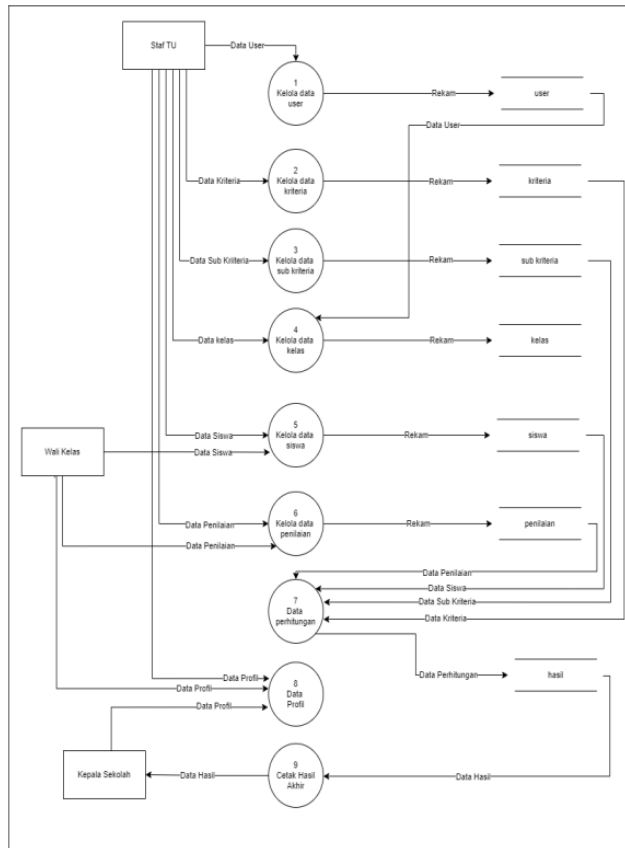 Staf TU
Data User
1
Kelola data
user
Rekam
user
Data User
Data Kriteria
2
Kelola data
kriteria
Rekam
kriteria
Data Sub Kriteria
3
Kelola data
sub kriteria
Rekam
sub kriteria
Data kelas
4
Kelola data
kelas
Rekam
kelas
Data Siswa
5
Kelola data
siswa
Rekam
siswa
Wali Kelas
Data Siswa
Data Penilaian
6
Kelola data
penilaian
Rekam
penilaian
Data Penilaian
Data Penilaian
Data Siswa
7
Data
perhitungan
Data Sub Kriteria
Data Kriteria
Data Perhitungan
hasil
Data Profil
8
Data
Profil
Data Profil
Data Profil
Kepala Sekolah
Data Hasil
9
Cetak Hasil
Akhir
Data Hasil